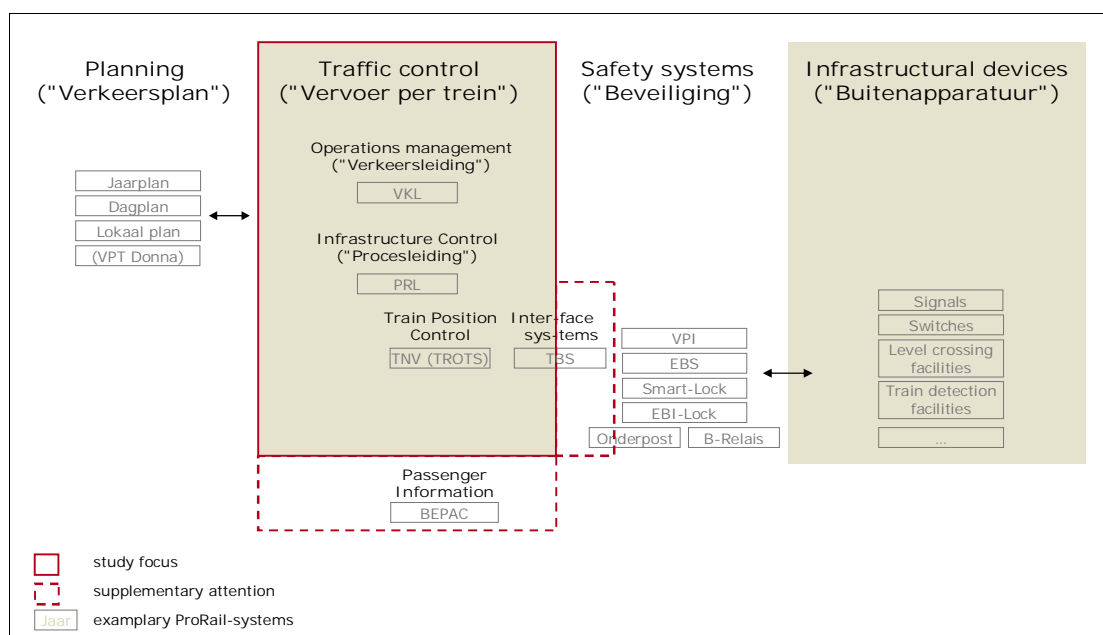 Planning
("Verkeersplan")
Jaarplan
Dagplan
Lokaal plan
(VPT Donna)
Traffic control
("Vervoer per trein")
Operations management
("Verkeersleiding")
VKL
Infrastructure Control
("Procesleiding")
PRL
Train Position
Control
TNV (TROTS)
Inter-face
sys-tems
TBS
Passenger
Information
BEPAC
Safety systems
("Beveiliging")
VPI
EBS
Smart-Lock
EBI-Lock
Onderpost
B-Relais
Infrastructural devices
("Buitenapparatuur")
Signals
Switches
Level crossing
facilities
Train detection
facilities
...
study focus
supplementary attention
Jaar
examplary ProRail-systems